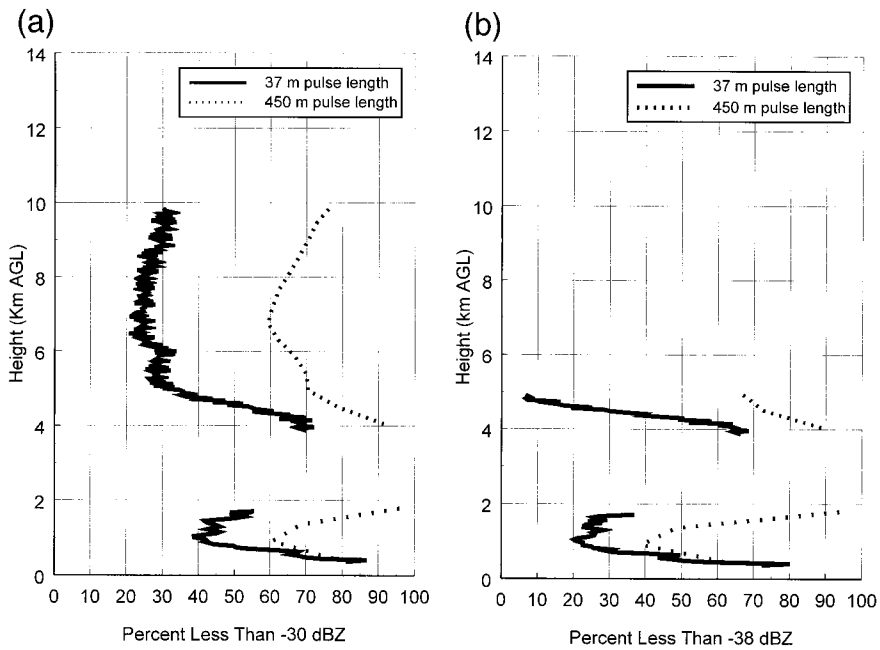 (a)
37 m pulse length
450 m pulse length
Height (Km AGL)
14
12
10
8
6
4
2
0
0 10 20 30 40 50 60 70 80 90 100
Percent Less Than -30 dBZ
(b)
37 m pulse length
450 m pulse length
Height (km AGL)
14
12
10
8
6
4
2
0
0 10 20 30 40 50 60 70 80 90 100
Percent Less Than -38 dBZ